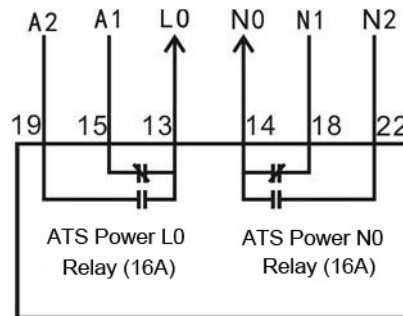 A2 A1 L0 N0 N1 N2
19 15 13 14 18 22
ATS Power L0 ATS Power N0
Relay (16A) Relay (16A)